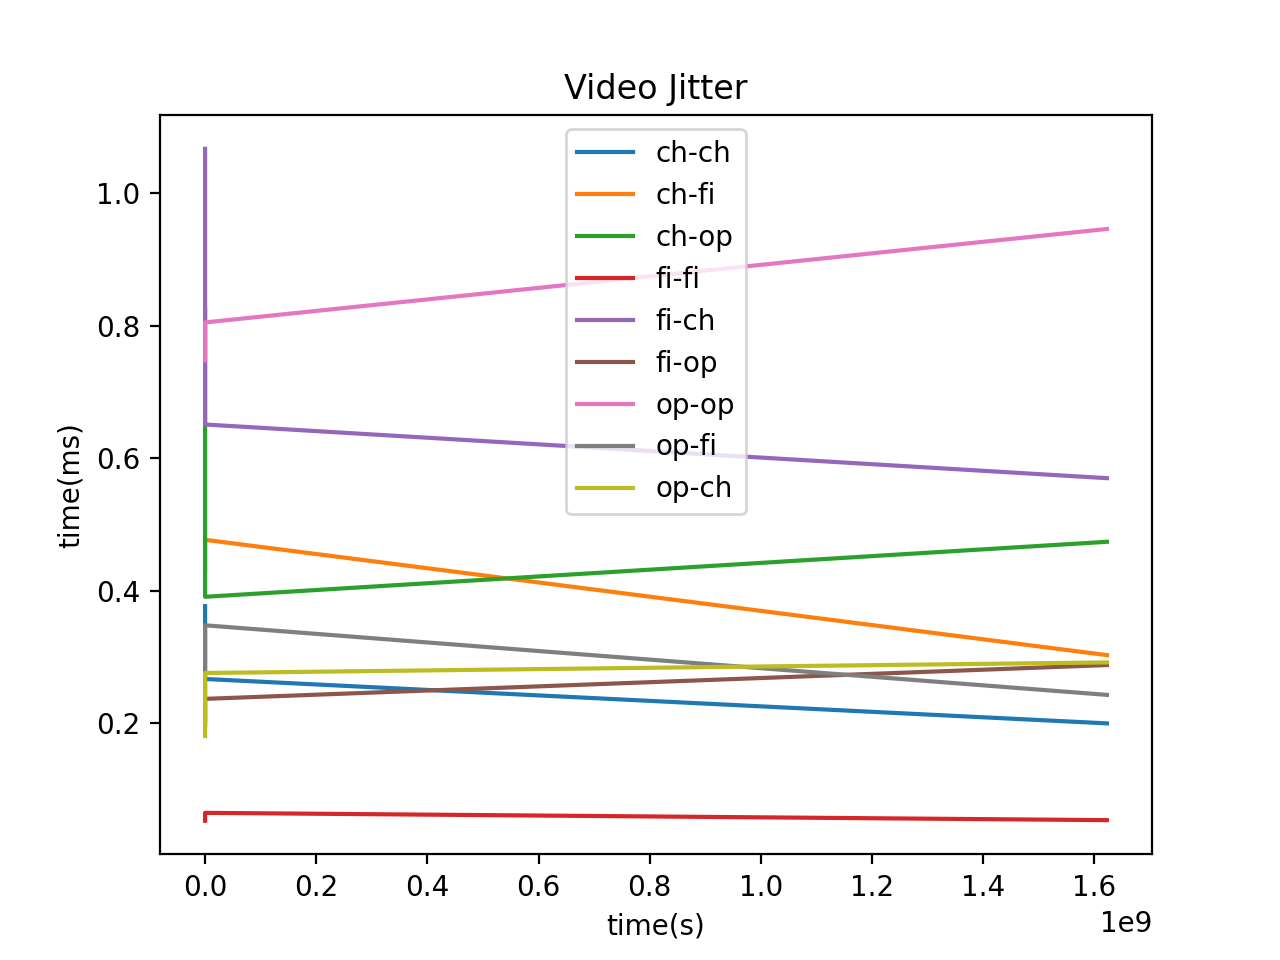 Video Jitter
ch-ch
ch-fi
ch-op
fi-fi
fi-ch
fi-op
op-op
op-fi
op-ch
time(ms)
1.0
0.8
0.6
0.4
0.2
0.0 0.2 0.4 0.6 0.8 1.0 1.2 1.4 1.6
1e9
time(s)